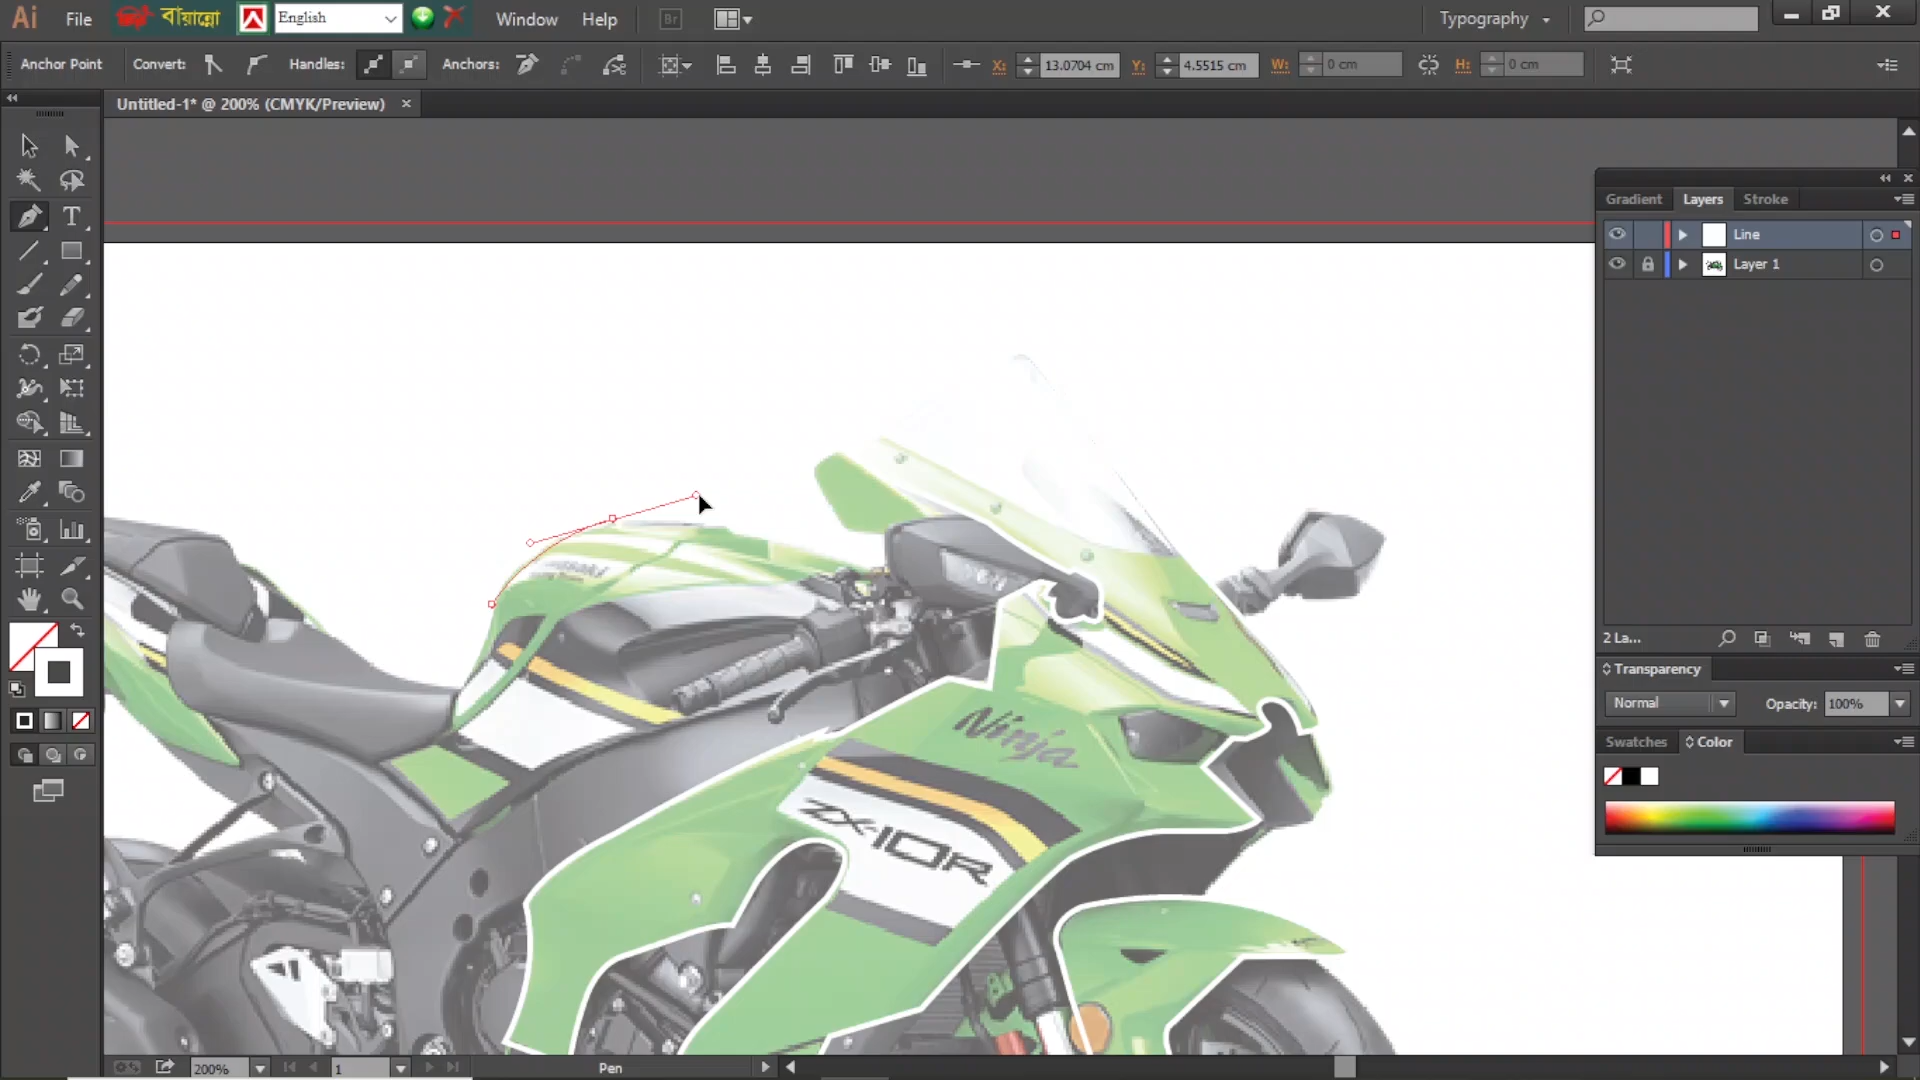 Ai File বায়ান্নো English Window Help Br Typography
Anchor Point Convert: Handles: Anchors: X: 13.0704 cm Y: 4.5515 cm W: 0 cm H: 0 cm
Untitled-1* @ 200% (CMYK/Preview)
Gradient Layers Stroke
Line
Layer 1
2 La...
Transparency
Normal Opacity: 100%
Swatches Color
Ninja
ZX-10R
200% 1 Pen